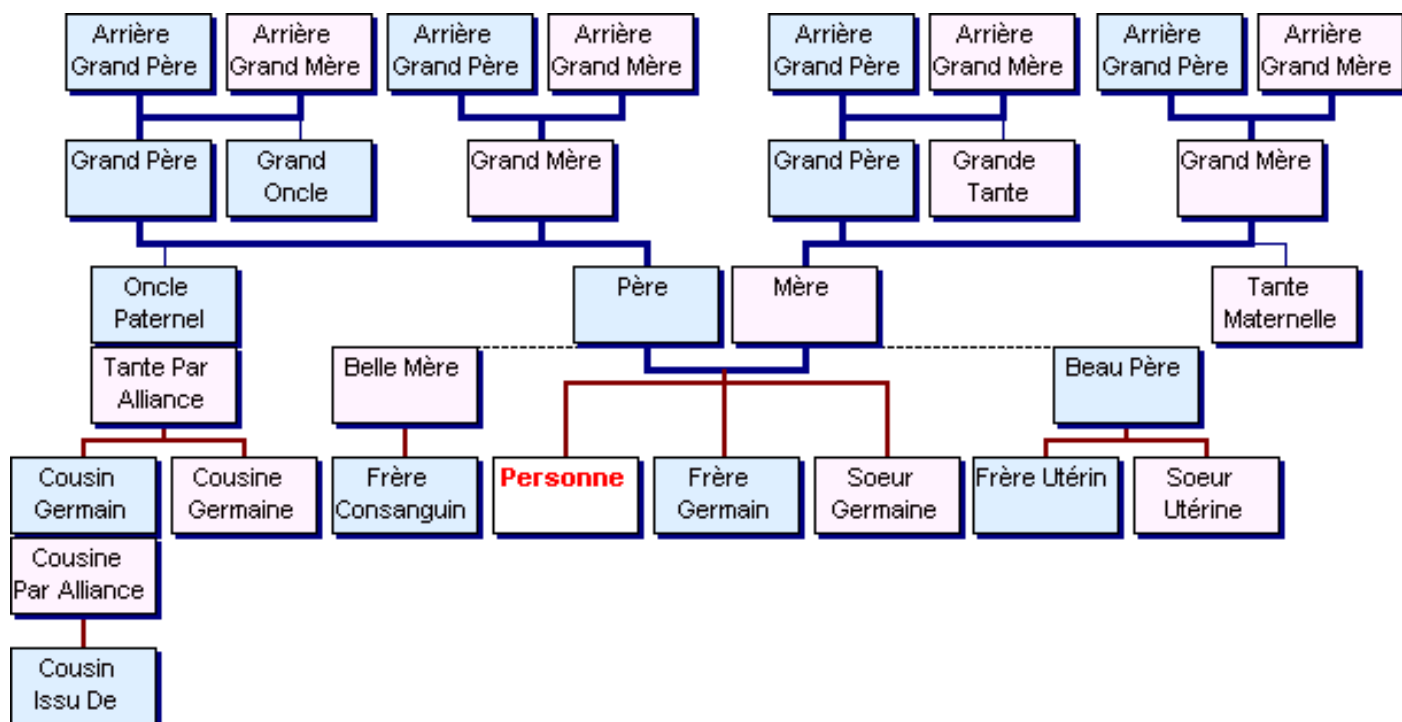 Arrière
Grand Père
Arrière
Grand Mère
Arrière
Grand Père
Arrière
Grand Mère
Arrière
Grand Père
Arrière
Grand Mère
Arrière
Grand Père
Arrière
Grand Mère
Grand Père
Grand
Oncle
Grand Mère
Grand Père
Grande
Tante
Grand Mère
Oncle
Paternel
Père
Mère
Tante
Maternelle
Tante Par
Alliance
Belle Mère
Beau Père
Cousin
Germain
Cousine
Germaine
Frère
Consanguin
Personne
Frère
Germain
Soeur
Germaine
Frère Utérin
Soeur
Utérine
Cousine
Par Alliance
Cousin
Issu De